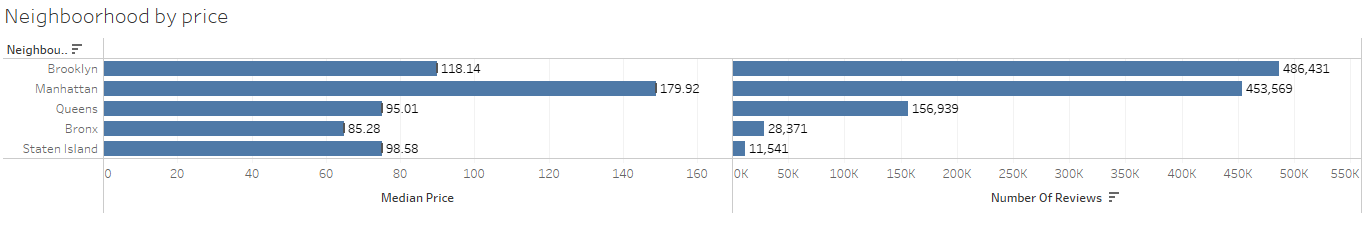 Neighboorhood by price
Neighbou..
Brooklyn 118.14 486,431
Manhattan 179.92 453,569
Queens 95.01 156,939
Bronx 85.28 28,371
Staten Island 98.58 11,541
0 20 40 60 80 100 120 140 160 0K 50K 100K 150K 200K 250K 300K 350K 400K 450K 500K 550K
Median Price Number Of Reviews